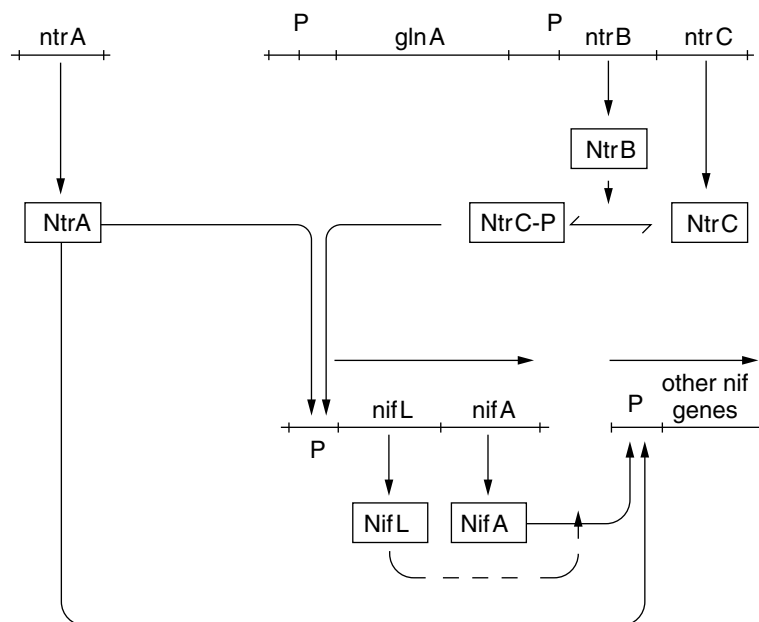 P P
ntrA glnA ntrB ntrC
NtrB
NtrA NtrC-P NtrC
other nif
genes
nifL nifA P
P
NifL NifA